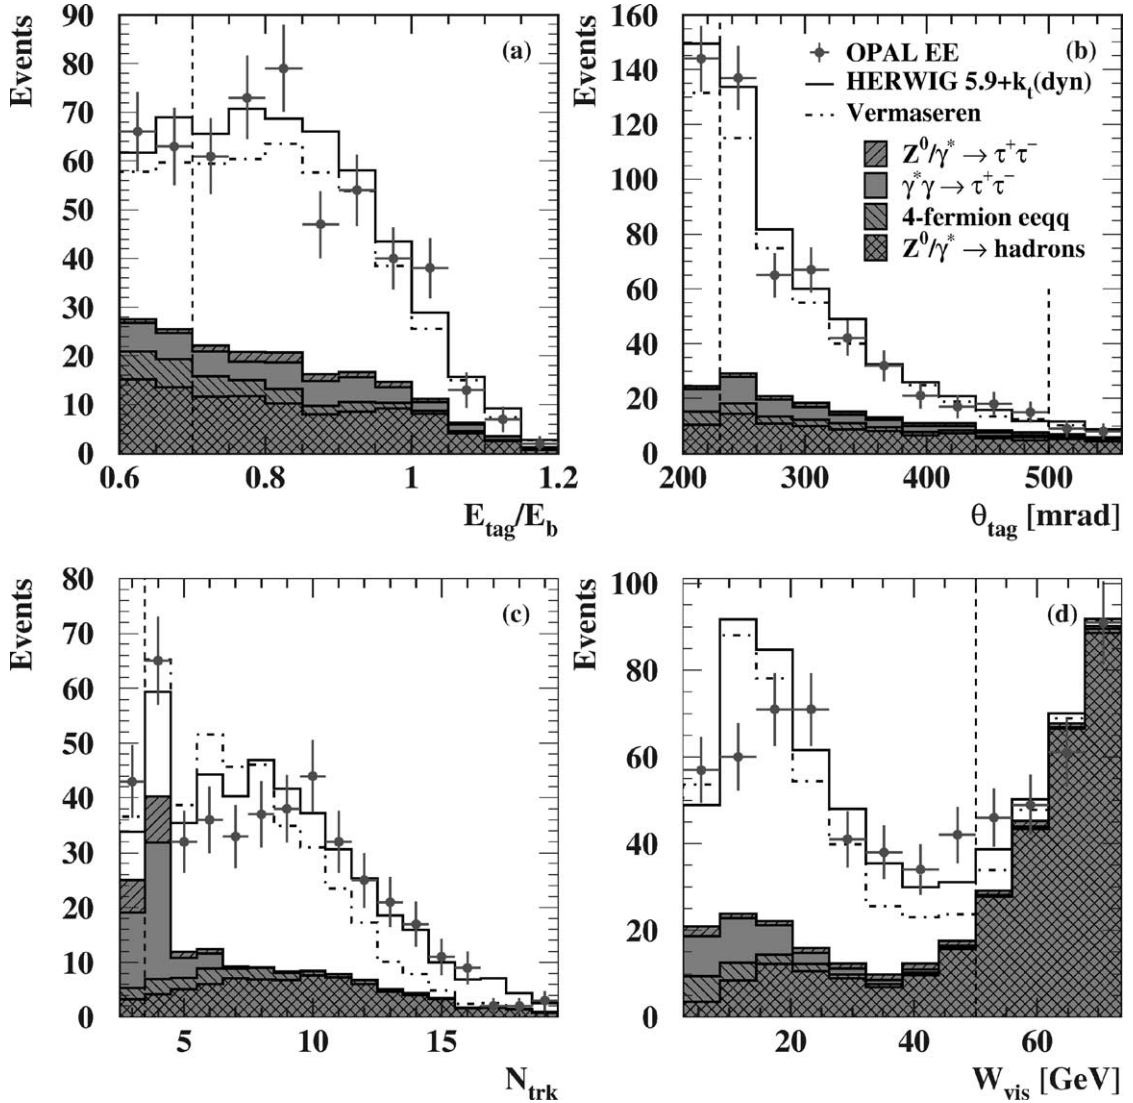 Events
90
80
70
60
50
40
30
20
10
0
(a)
0.6 0.8 1 1.2
E_tag/E_b
Events
160
140
120
100
80
60
40
20
0
(b)
OPAL EE
HERWIG 5.9+k_t(dyn)
Vermaseren
Z⁰/γ* → τ⁺τ⁻
γ*γ → τ⁺τ⁻
4-fermion eeqq
Z⁰/γ* → hadrons
200 300 400 500
θ_tag [mrad]
Events
80
70
60
50
40
30
20
10
0
(c)
5 10 15
N_trk
Events
100
80
60
40
20
0
(d)
20 40 60
W_vis [GeV]